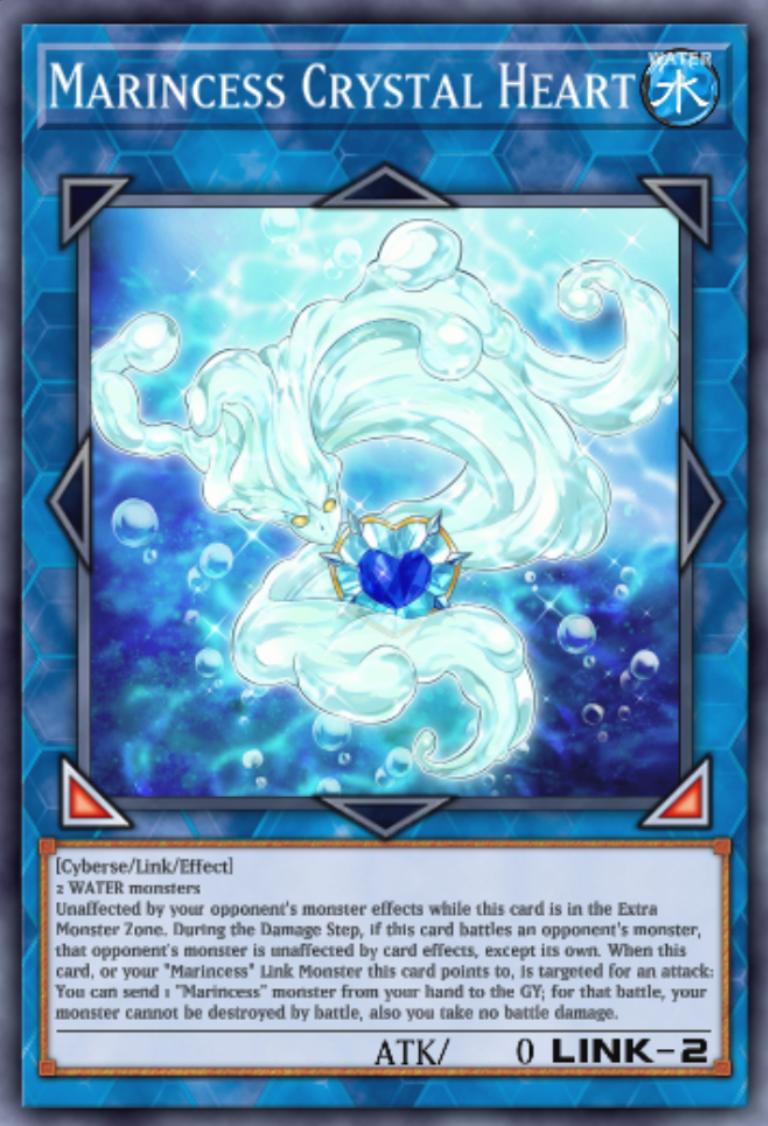 MARINCESS CRYSTAL HEART
WATER
水
[Cyberse/Link/Effect]
2 WATER monsters
Unaffected by your opponent's monster effects while this card is in the Extra
Monster Zone. During the Damage Step, if this card battles an opponent's monster,
that opponent's monster is unaffected by card effects, except its own. When this
card, or your "Marincess" Link Monster this card points to, is targeted for an attack:
You can send 1 "Marincess" monster from your hand to the GY; for that battle, your
monster cannot be destroyed by battle, also you take no battle damage.
ATK/ 0 LINK-2